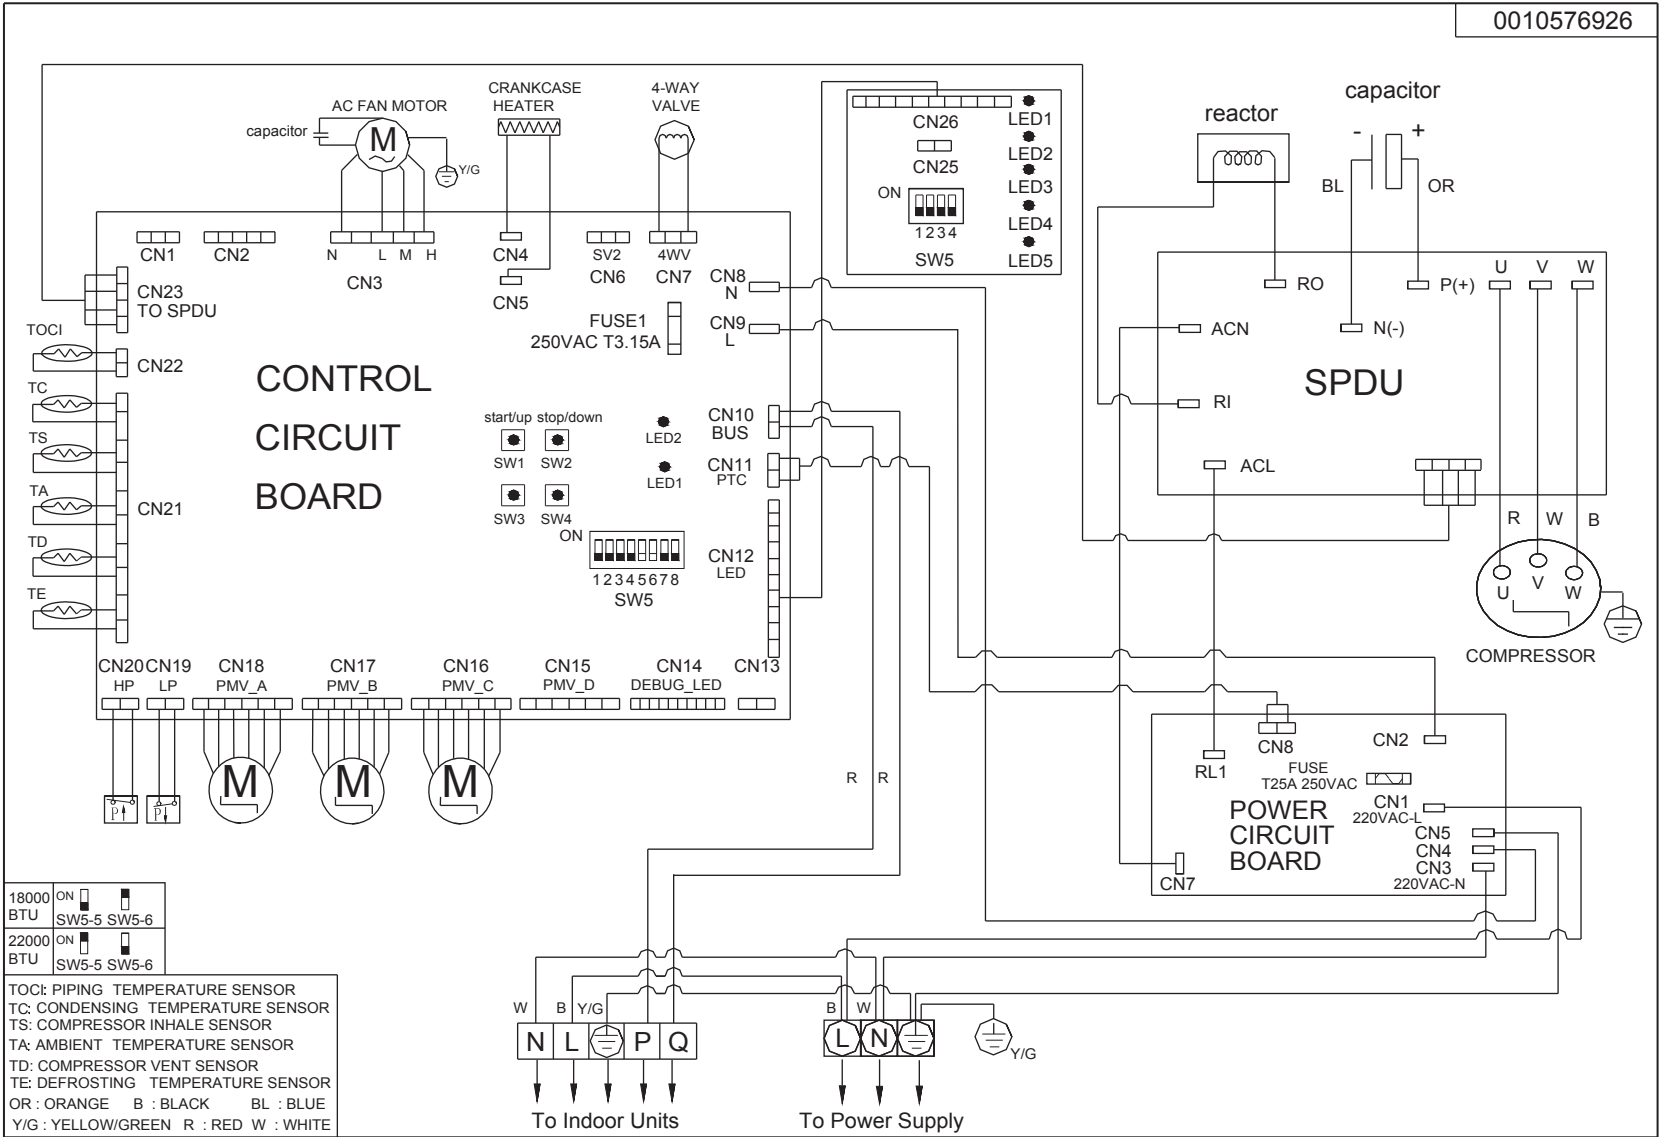 0010576926
AC FAN MOTOR
capacitor
M
Y/G
CRANKCASE
HEATER
4-WAY
VALVE
CN26
CN25
ON
1234
SW5
LED1
LED2
LED3
LED4
LED5
reactor
capacitor
- +
BL
OR
CN1
CN2
N L M H
CN3
CN4
CN5
SV2
CN6
4WV
CN7
CN8
N
CN9
L
CN23
TO SPDU
FUSE1
250VAC T3.15A
TOCI
CN22
TC
TS
TA
TD
TE
CN21
CONTROL
CIRCUIT
BOARD
start/up stop/down
SW1 SW2
SW3 SW4
LED2
LED1
ON
12345678
SW5
CN10
BUS
CN11
PTC
CN12
LED
RO
P(+)
U V W
ACN
N(-)
SPDU
RI
ACL
R W B
U V W
COMPRESSOR
CN20 CN19
HP LP
CN18
PMV_A
CN17
PMV_B
CN16
PMV_C
CN15
PMV_D
CN14
DEBUG_LED
CN13
P
P
M
M
M
R R
CN8
CN2
RL1
FUSE
T25A 250VAC
CN1
220VAC-L
POWER
CIRCUIT
BOARD
CN5
CN4
CN3
220VAC-N
CN7
18000
BTU
ON
SW5-5 SW5-6
22000
BTU
ON
SW5-5 SW5-6
TOCI: PIPING TEMPERATURE SENSOR
TC: CONDENSING TEMPERATURE SENSOR
TS: COMPRESSOR INHALE SENSOR
TA: AMBIENT TEMPERATURE SENSOR
TD: COMPRESSOR VENT SENSOR
TE: DEFROSTING TEMPERATURE SENSOR
OR : ORANGE B : BLACK BL : BLUE
Y/G : YELLOW/GREEN R : RED W : WHITE
W B Y/G
N L P Q
To Indoor Units
B W
L N
Y/G
To Power Supply